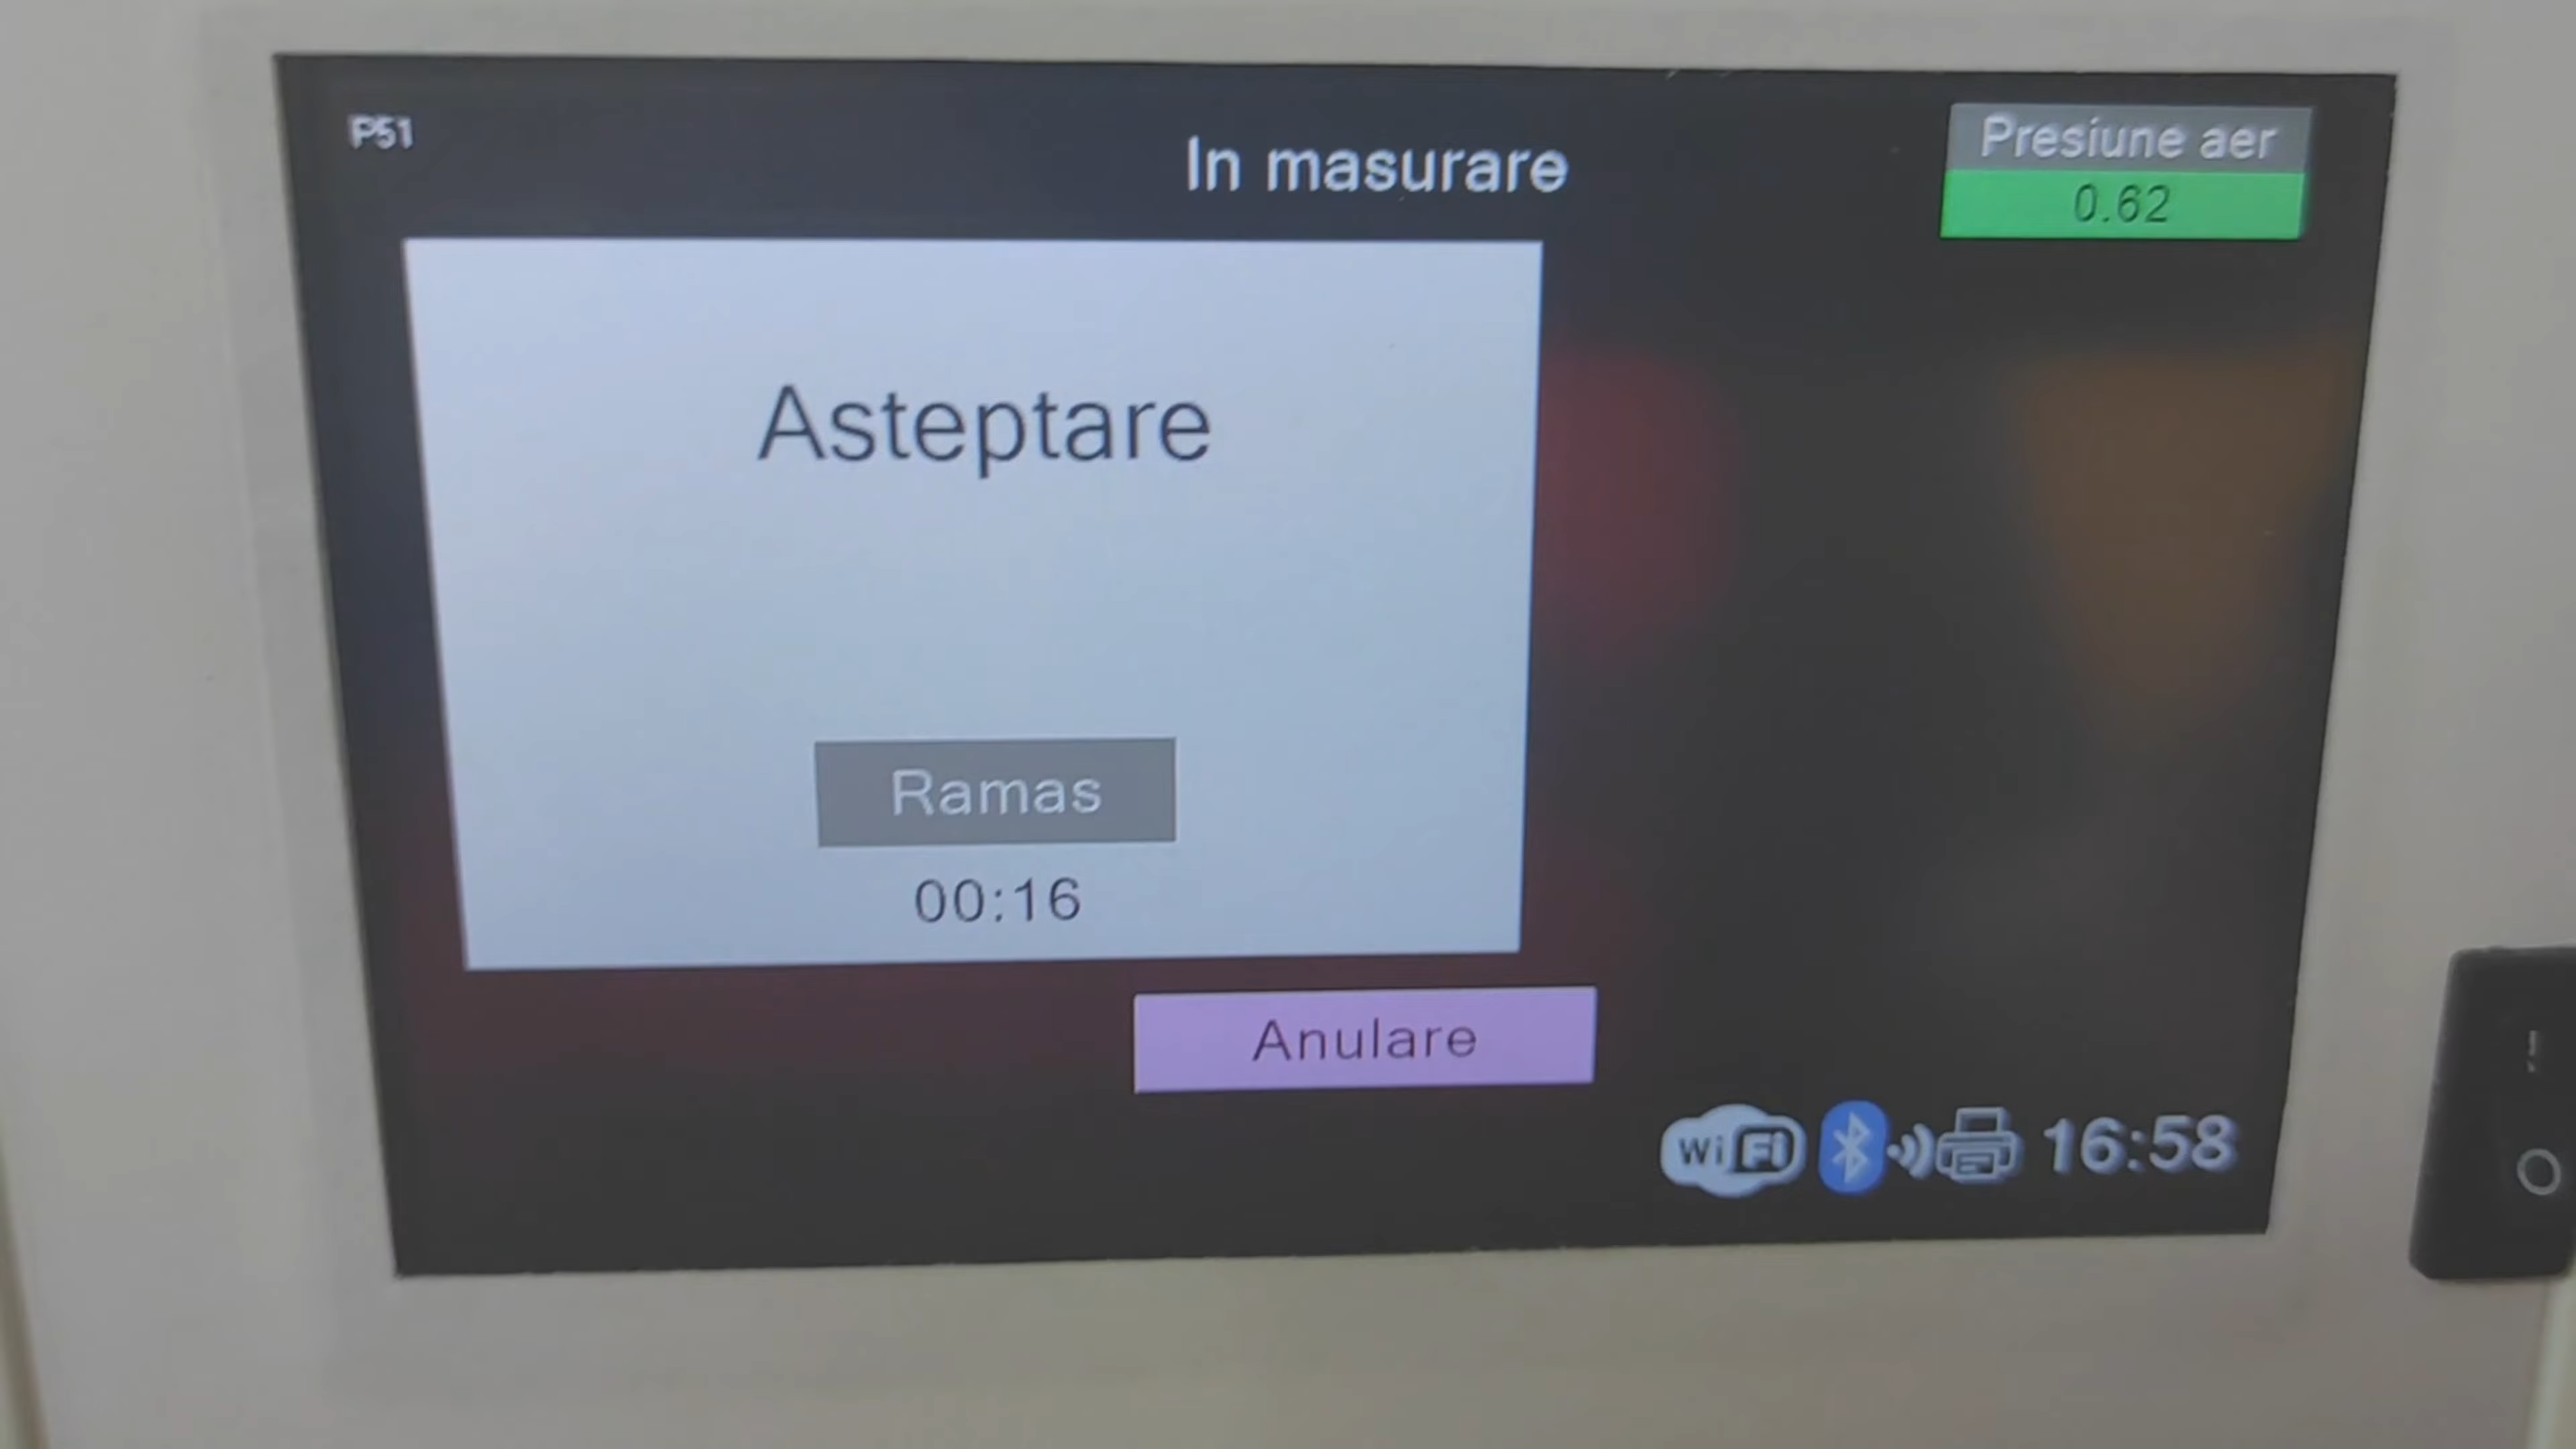 P51
In masurare
Presiune aer
0.62
Asteptare
Ramas
00:16
Anulare
WiFi 16:58